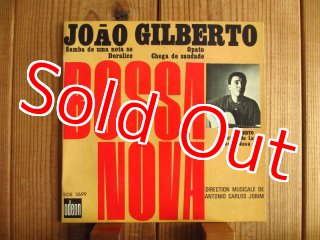 JOÃO GILBERTO
Samba de uma nota so
Opato
Doralice
Chega de saudade
BOSSA
NOVA
Sold Out
SOE 3699
odeon
DIRECTION MUSICALE DE
ANTONIO CARLOS JOBIM